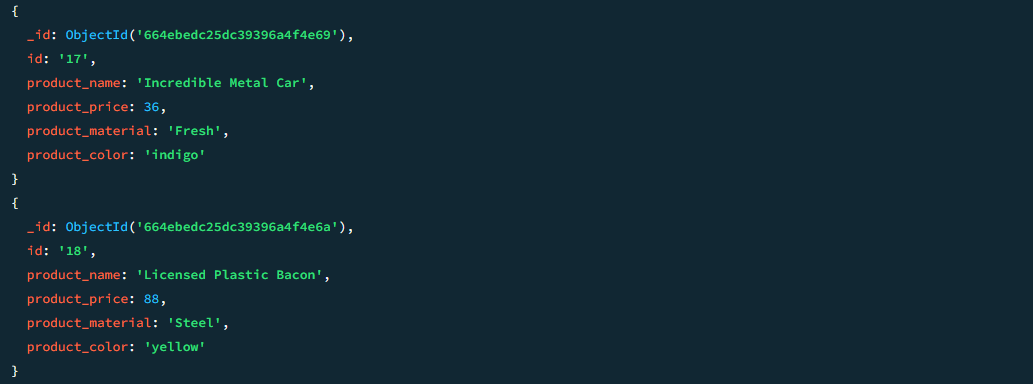 {
_id: ObjectId('664ebedc25dc39396a4f4e69'),
id: '17',
product_name: 'Incredible Metal Car',
product_price: 36,
product_material: 'Fresh',
product_color: 'indigo'
}
{
_id: ObjectId('664ebedc25dc39396a4f4e6a'),
id: '18',
product_name: 'Licensed Plastic Bacon',
product_price: 88,
product_material: 'Steel',
product_color: 'yellow'
}